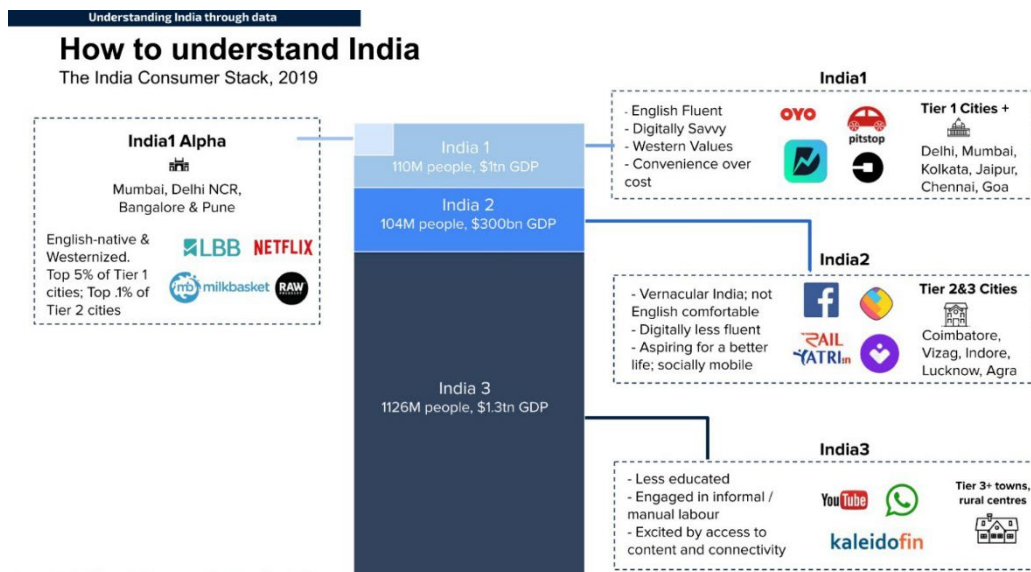 Understanding India through data
How to understand India
The India Consumer Stack, 2019
India1 Alpha
Mumbai, Delhi NCR,
Bangalore & Pune
English-native &
Westernized.
Top 5% of Tier 1
cities; Top .1% of
Tier 2 cities
LBB
NETFLIX
mb milkbasket
RAW
India 1
110M people, $1tn GDP
India 2
104M people, $300bn GDP
India 3
1126M people, $1.3tn GDP
India1
- English Fluent
- Digitally Savvy
- Western Values
- Convenience over
cost
OYO
pitstop
Tier 1 Cities +
Delhi, Mumbai,
Kolkata, Jaipur,
Chennai, Goa
India2
- Vernacular India; not
English comfortable
- Digitally less fluent
- Aspiring for a better
life; socially mobile
f
RAIL
YATRI.in
Tier 2&3 Cities
Coimbatore,
Vizag, Indore,
Lucknow, Agra
India3
- Less educated
- Engaged in informal /
manual labour
- Excited by access to
content and connectivity
YouTube
kaleidofin
Tier 3+ towns,
rural centres